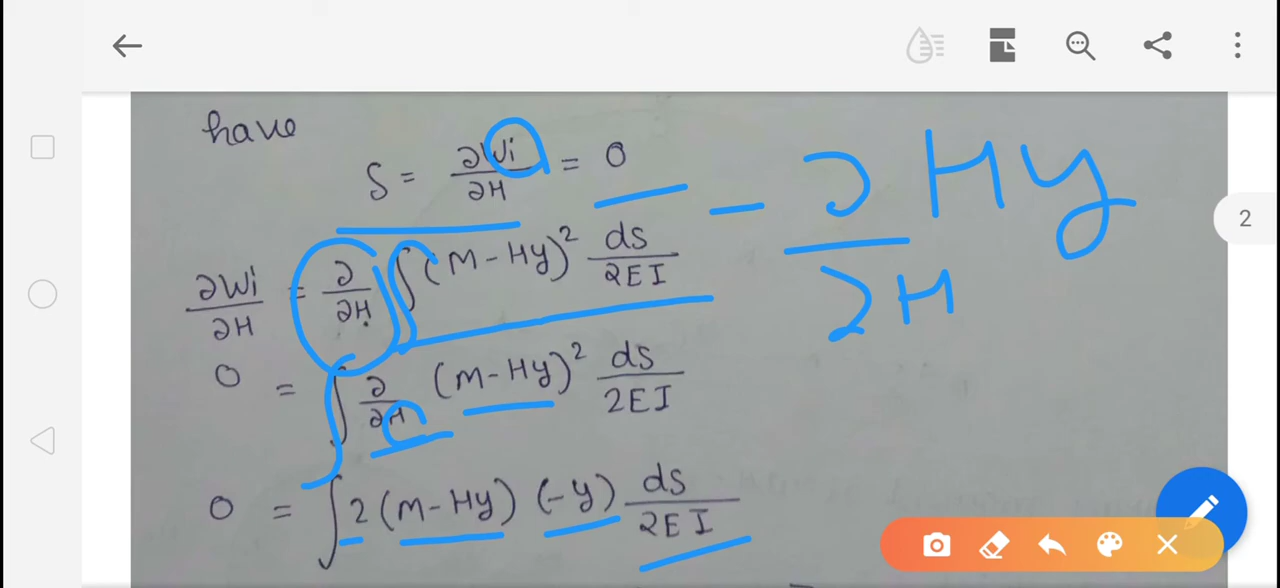 have
δ = ∂Wi/∂H = 0
- ∂Hy/∂H
2
∂Wi/∂H = ∂/∂H ∫(M-Hy)² ds/2EI
0 = ∫ ∂/∂H (M-Hy)² ds/2EI
0 = ∫ 2 (M-Hy) (-y) ds/2EI